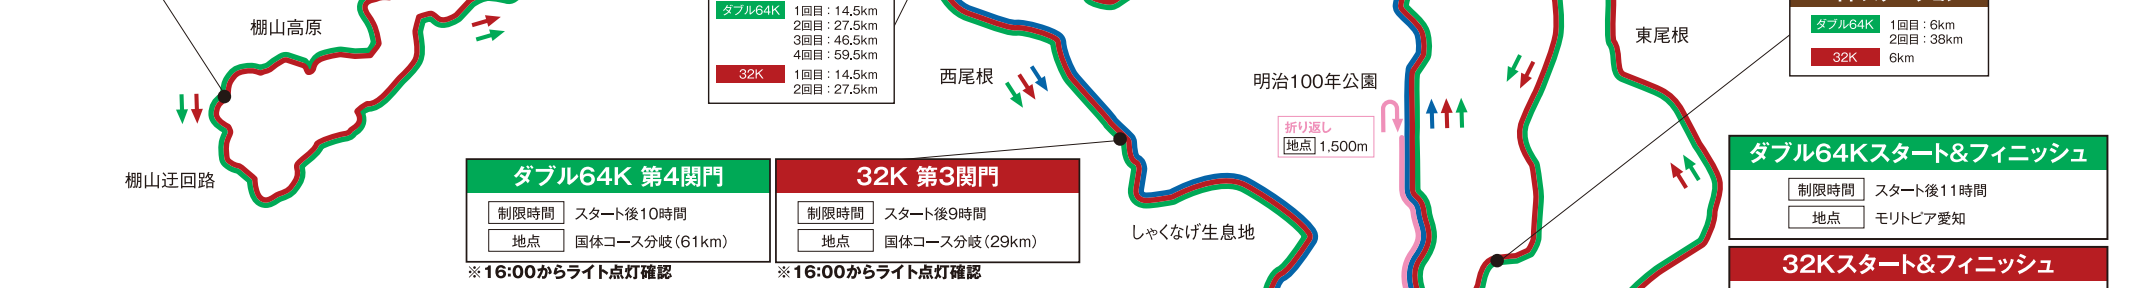 棚山高原
棚山迂回路
ダブル64K 1回目：14.5km
2回目：27.5km
3回目：46.5km
4回目：59.5km
32K 1回目：14.5km
2回目：27.5km
西尾根
ダブル64K 第4関門
制限時間 スタート後10時間
地点 国体コース分岐（61km）
※16:00からライト点灯確認
32K 第3関門
制限時間 スタート後9時間
地点 国体コース分岐（29km）
※16:00からライト点灯確認
しゃくなげ生息地
明治100年公園
折り返し
地点 1,500m
東尾根
ダブル64K 1回目：6km
2回目：38km
32K 6km
ダブル64Kスタート&フィニッシュ
制限時間 スタート後11時間
地点 モリトピア愛知
32Kスタート&フィニッシュ